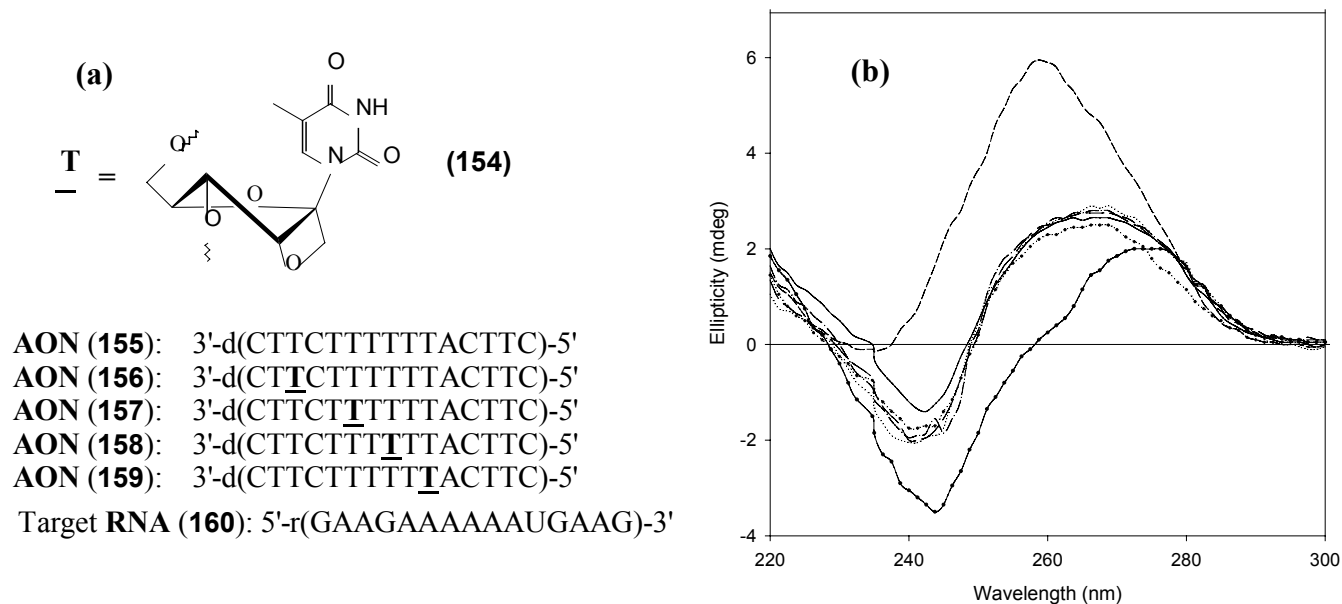 (a)
O
NH
N
O
O
O
O
O
T =
(154)
AON (155): 3'-d(CTTCTTTTTTACTTC)-5'
AON (156): 3'-d(CTTCTTTTTTACTTC)-5'
AON (157): 3'-d(CTTCTTTTTTACTTC)-5'
AON (158): 3'-d(CTTCTTTTTTACTTC)-5'
AON (159): 3'-d(CTTCTTTTTTACTTC)-5'
Target RNA (160): 5'-r(GAAGAAAAAAUGAAG)-3'
(b)
Ellipticity (mdeg)
6
4
2
0
-2
-4
220 240 260 280 300
Wavelength (nm)